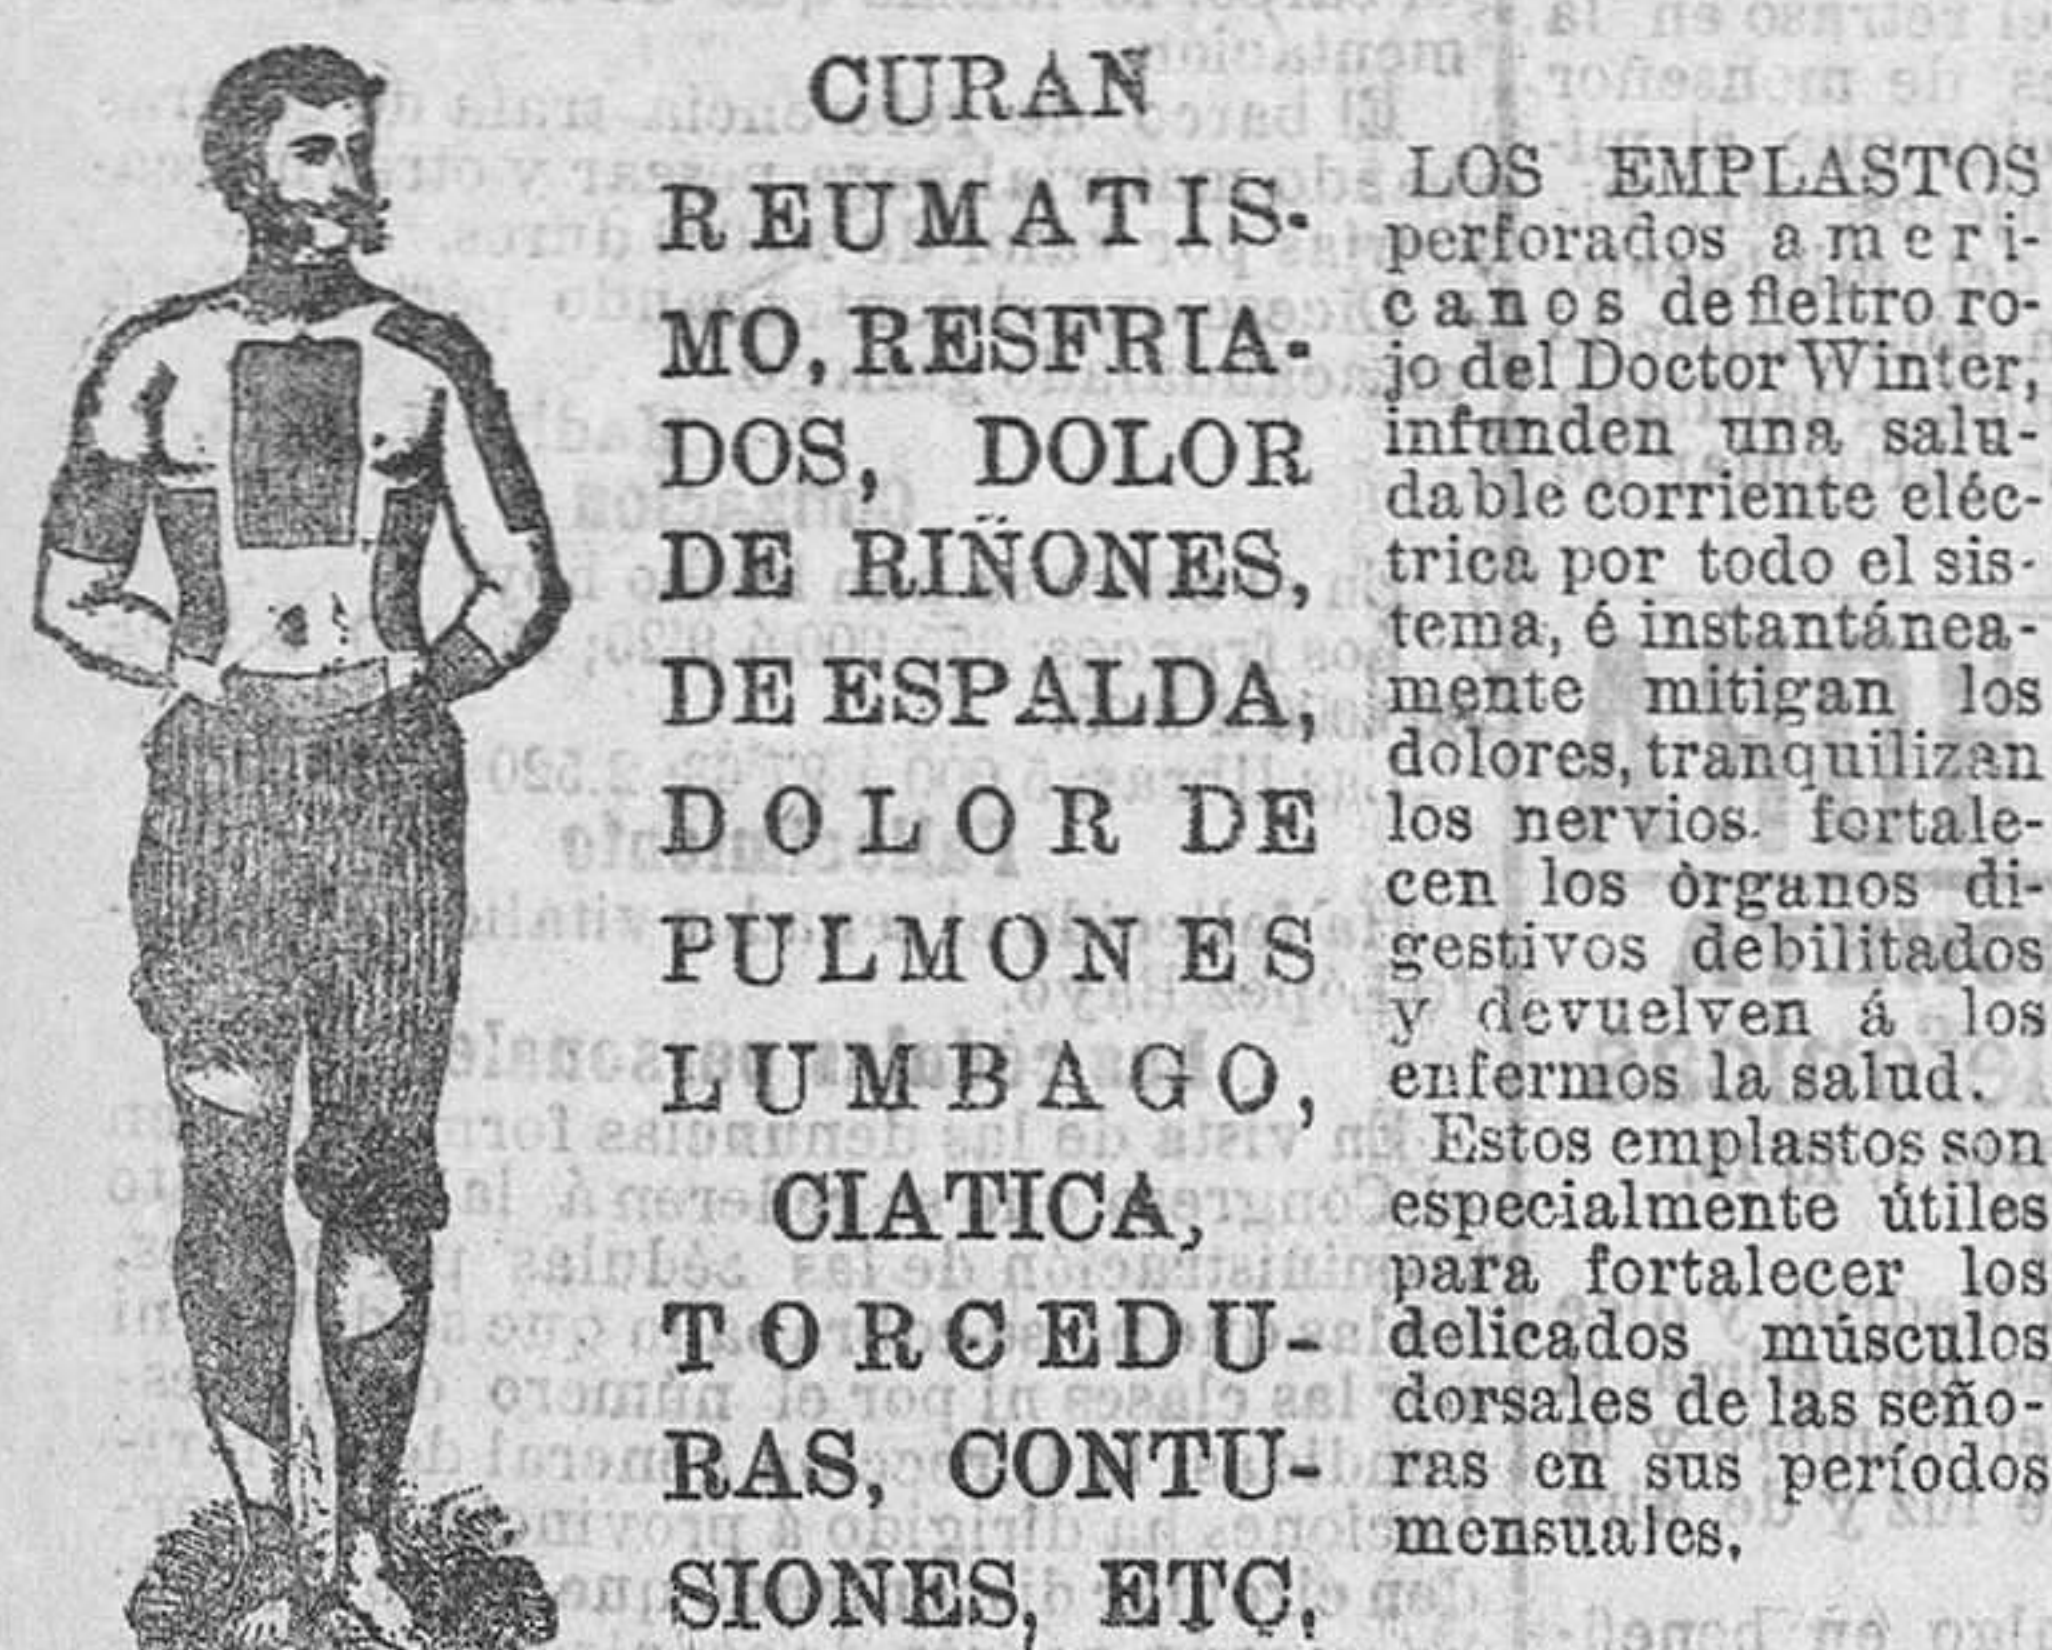 CURAN
REUMATIS-
MO, RESFRIA-
DOS, DOLOR
DE RIÑONES,
DE ESPALDA,
DOLOR DE
PULMONES
LUMBAGO,
CIATICA,
TORCEDU-
RAS, CONTU-
SIONES, ETC.
LOS EMPLASTOS
perforados ameri-
canos de fieltro ro-
jo del Doctor Winter,
infunden una salu-
dable corriente eléc-
trica por todo el sis-
tema, é instantánea-
mente mitigan los
dolores, tranquilizan
los nervios. fortale-
cen los òrganos di-
gestivos debilitados
y devuelven á los
enfermos la salud.
Estos emplastos son
especialmente útiles
para fortalecer los
delicados músculos
dorsales de las seño-
ras en sus períodos
mensuales.